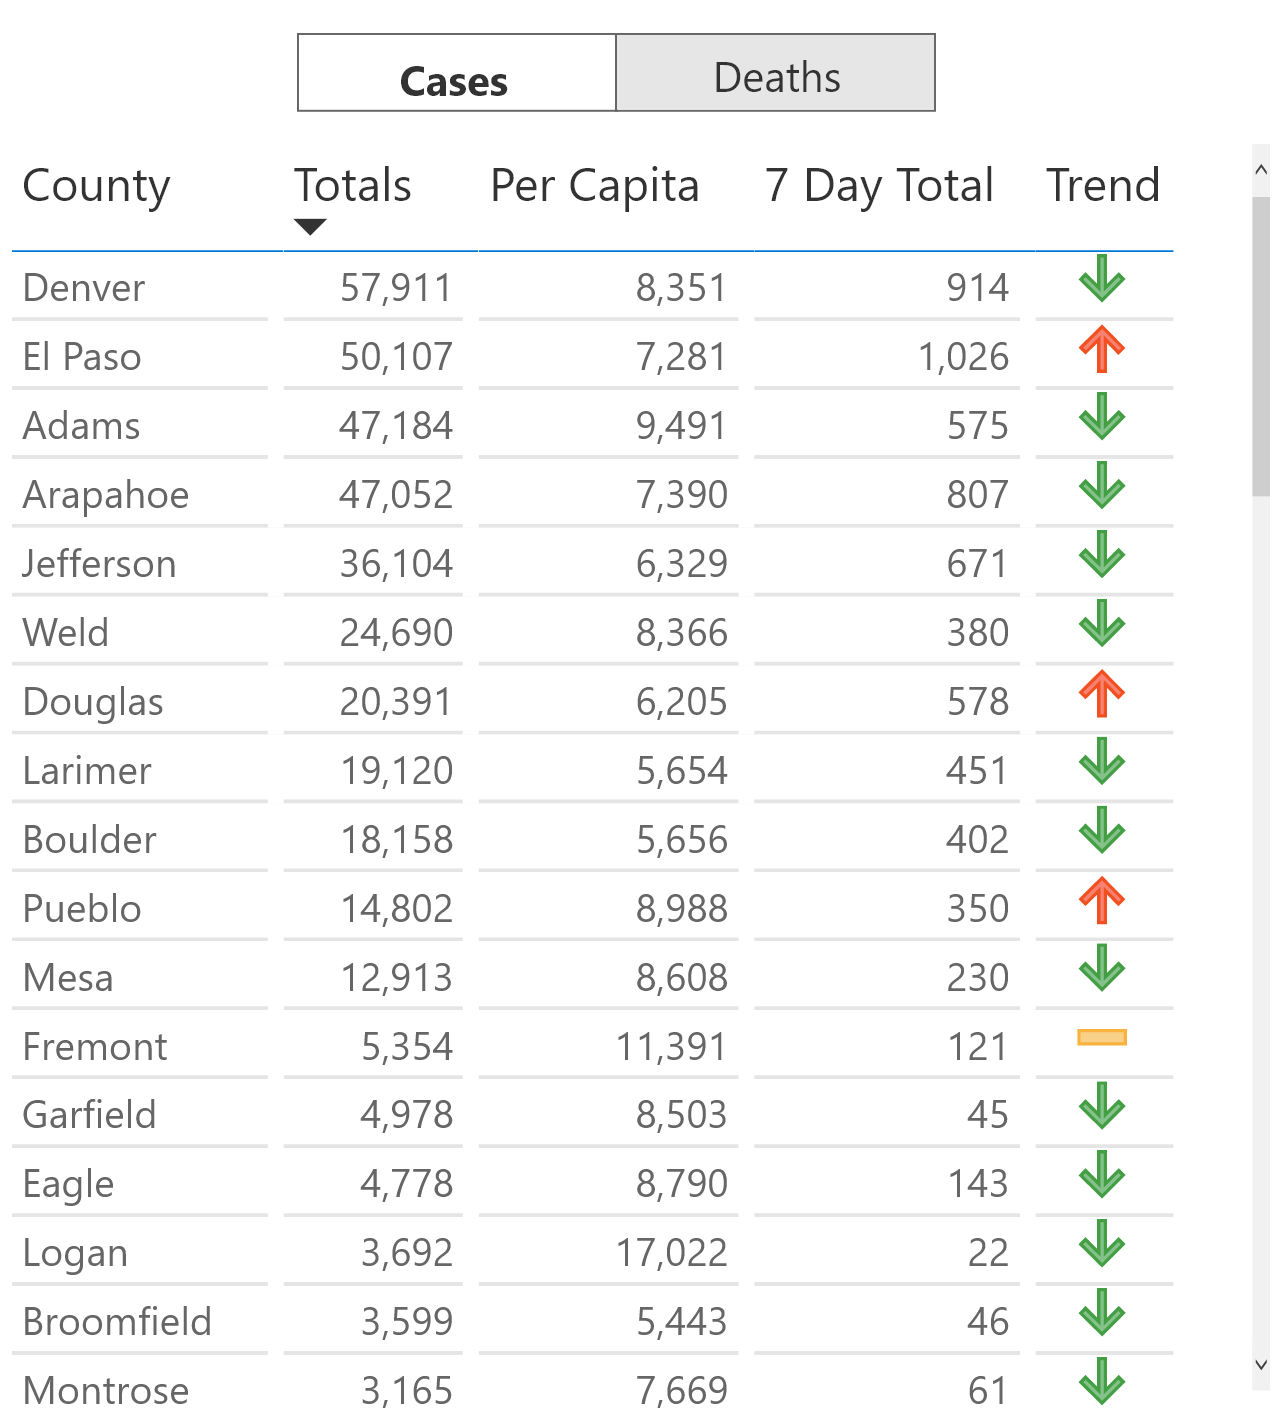 Cases Deaths
County Totals Per Capita 7 Day Total Trend
Denver 57,911 8,351 914
El Paso 50,107 7,281 1,026
Adams 47,184 9,491 575
Arapahoe 47,052 7,390 807
Jefferson 36,104 6,329 671
Weld 24,690 8,366 380
Douglas 20,391 6,205 578
Larimer 19,120 5,654 451
Boulder 18,158 5,656 402
Pueblo 14,802 8,988 350
Mesa 12,913 8,608 230
Fremont 5,354 11,391 121
Garfield 4,978 8,503 45
Eagle 4,778 8,790 143
Logan 3,692 17,022 22
Broomfield 3,599 5,443 46
Montrose 3,165 7,669 61